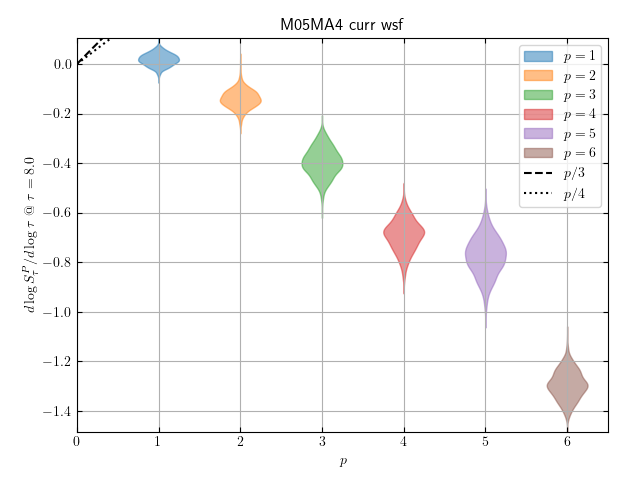 M05MA4 curr wsf
d log S_τ^P / d log τ @ τ = 8.0
0.0
−0.2
−0.4
−0.6
−0.8
−1.0
−1.2
−1.4
0 1 2 3 4 5 6
p
p = 1
p = 2
p = 3
p = 4
p = 5
p = 6
p/3
p/4